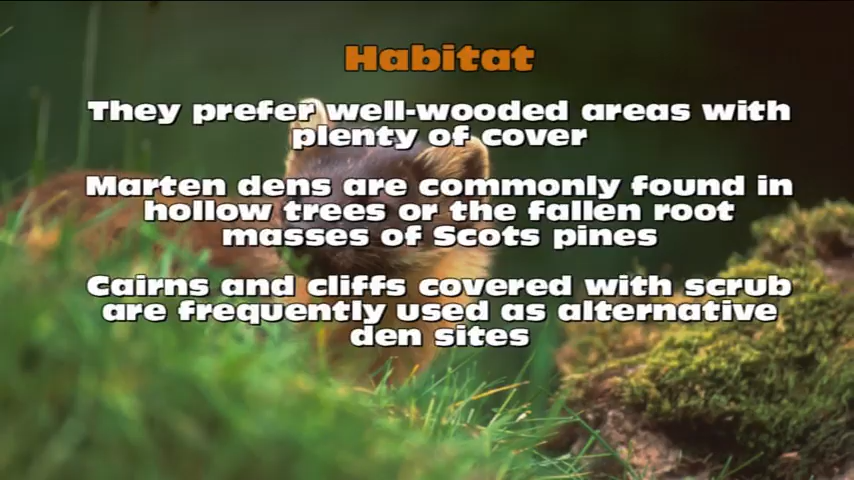 Habitat
They prefer well-wooded areas with
plenty of cover
Marten dens are commonly found in
hollow trees or the fallen root
masses of Scots pines
Cairns and cliffs covered with scrub
are frequently used as alternative
den sites